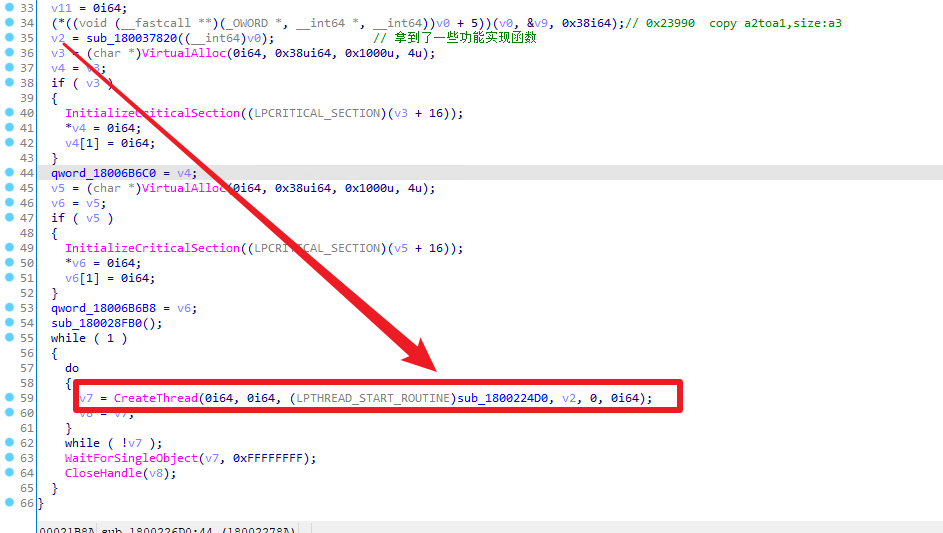 33 v11 = 0i64;
34 (*((void (__fastcall **)(_OWORD *, __int64 *, __int64))v0 + 5))(v0, &v9, 0x38i64);// 0x23990  copy a2toa1,size:a3
35 v2 = sub_180037820((__int64)v0); // 拿到了一些功能实现函数
36 v3 = (char *)VirtualAlloc(0i64, 0x38ui64, 0x1000u, 4u);
37 v4 = v3;
38 if ( v3 )
39 {
40 InitializeCriticalSection((LPCRITICAL_SECTION)(v3 + 16));
41 *v4 = 0i64;
42 v4[1] = 0i64;
43 }
44 qword_18006B6C0 = v4;
45 v5 = (char *)VirtualAlloc(0i64, 0x38ui64, 0x1000u, 4u);
46 v6 = v5;
47 if ( v5 )
48 {
49 InitializeCriticalSection((LPCRITICAL_SECTION)(v5 + 16));
50 *v6 = 0i64;
51 v6[1] = 0i64;
52 }
53 qword_18006B6B8 = v6;
54 sub_180028FB0();
55 while ( 1 )
56 {
57 do
58 {
59 v7 = CreateThread(0i64, 0i64, (LPTHREAD_START_ROUTINE)sub_1800224D0, v2, 0, 0i64);
60 v8 = v7;
61 }
62 while ( !v7 );
63 WaitForSingleObject(v7, 0xFFFFFFFF);
64 CloseHandle(v8);
65 }
66 }